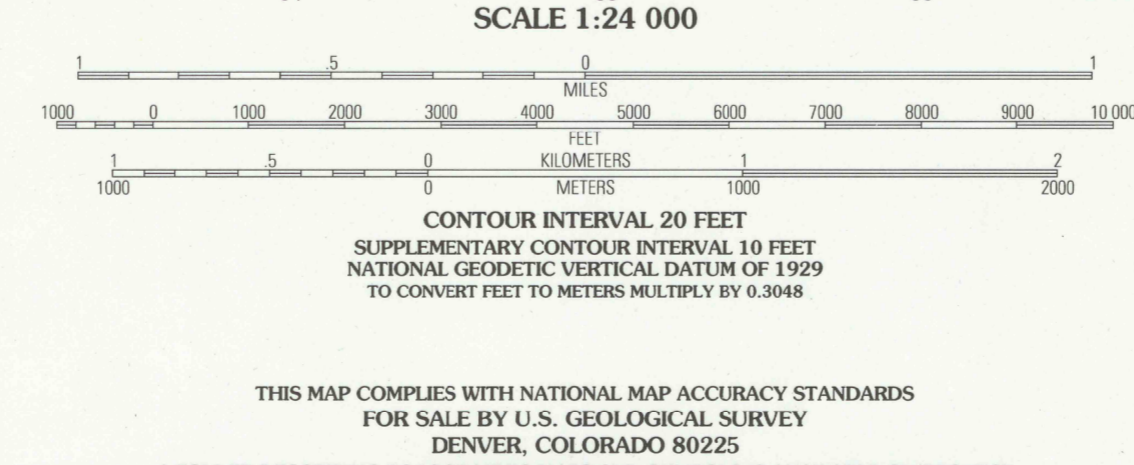 SCALE 1:24 000
1 .5 0 1
MILES
1000 0 1000 2000 3000 4000 5000 6000 7000 8000 9000 10 000
FEET
1 .5 0 KILOMETERS 1 2
1000 0 METERS 1000 2000
CONTOUR INTERVAL 20 FEET
SUPPLEMENTARY CONTOUR INTERVAL 10 FEET
NATIONAL GEODETIC VERTICAL DATUM OF 1929
TO CONVERT FEET TO METERS MULTIPLY BY 0.3048
THIS MAP COMPLIES WITH NATIONAL MAP ACCURACY STANDARDS
FOR SALE BY U.S. GEOLOGICAL SURVEY
DENVER, COLORADO 80225